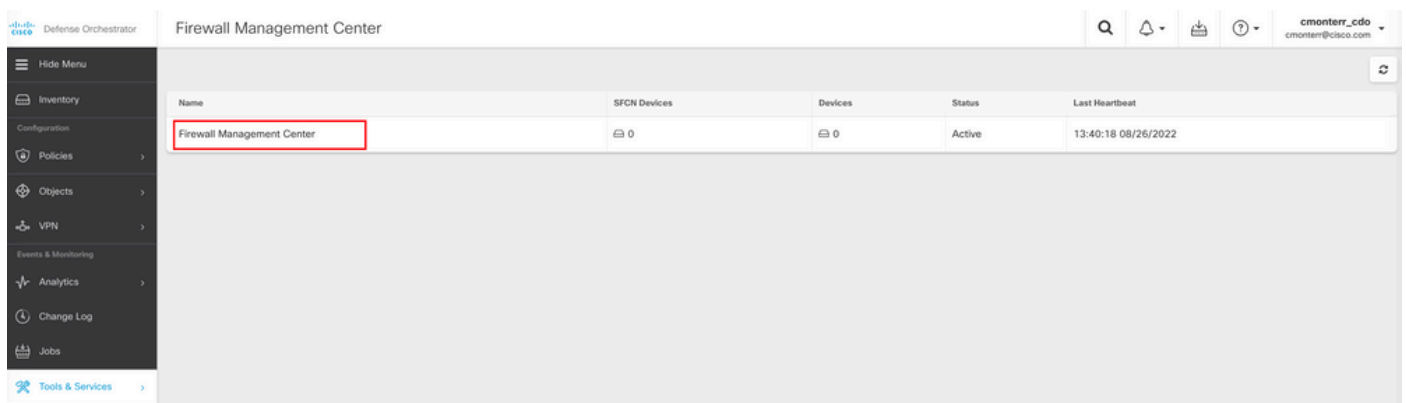 cisco Defense Orchestrator
Firewall Management Center
cmonterr_cdo
cmonterr@cisco.com
Hide Menu
Inventory
Configuration
Policies
Objects
VPN
Events & Monitoring
Analytics
Change Log
Jobs
Tools & Services
Name SFCN Devices Devices Status Last Heartbeat
Firewall Management Center 0 0 Active 13:40:18 08/26/2022